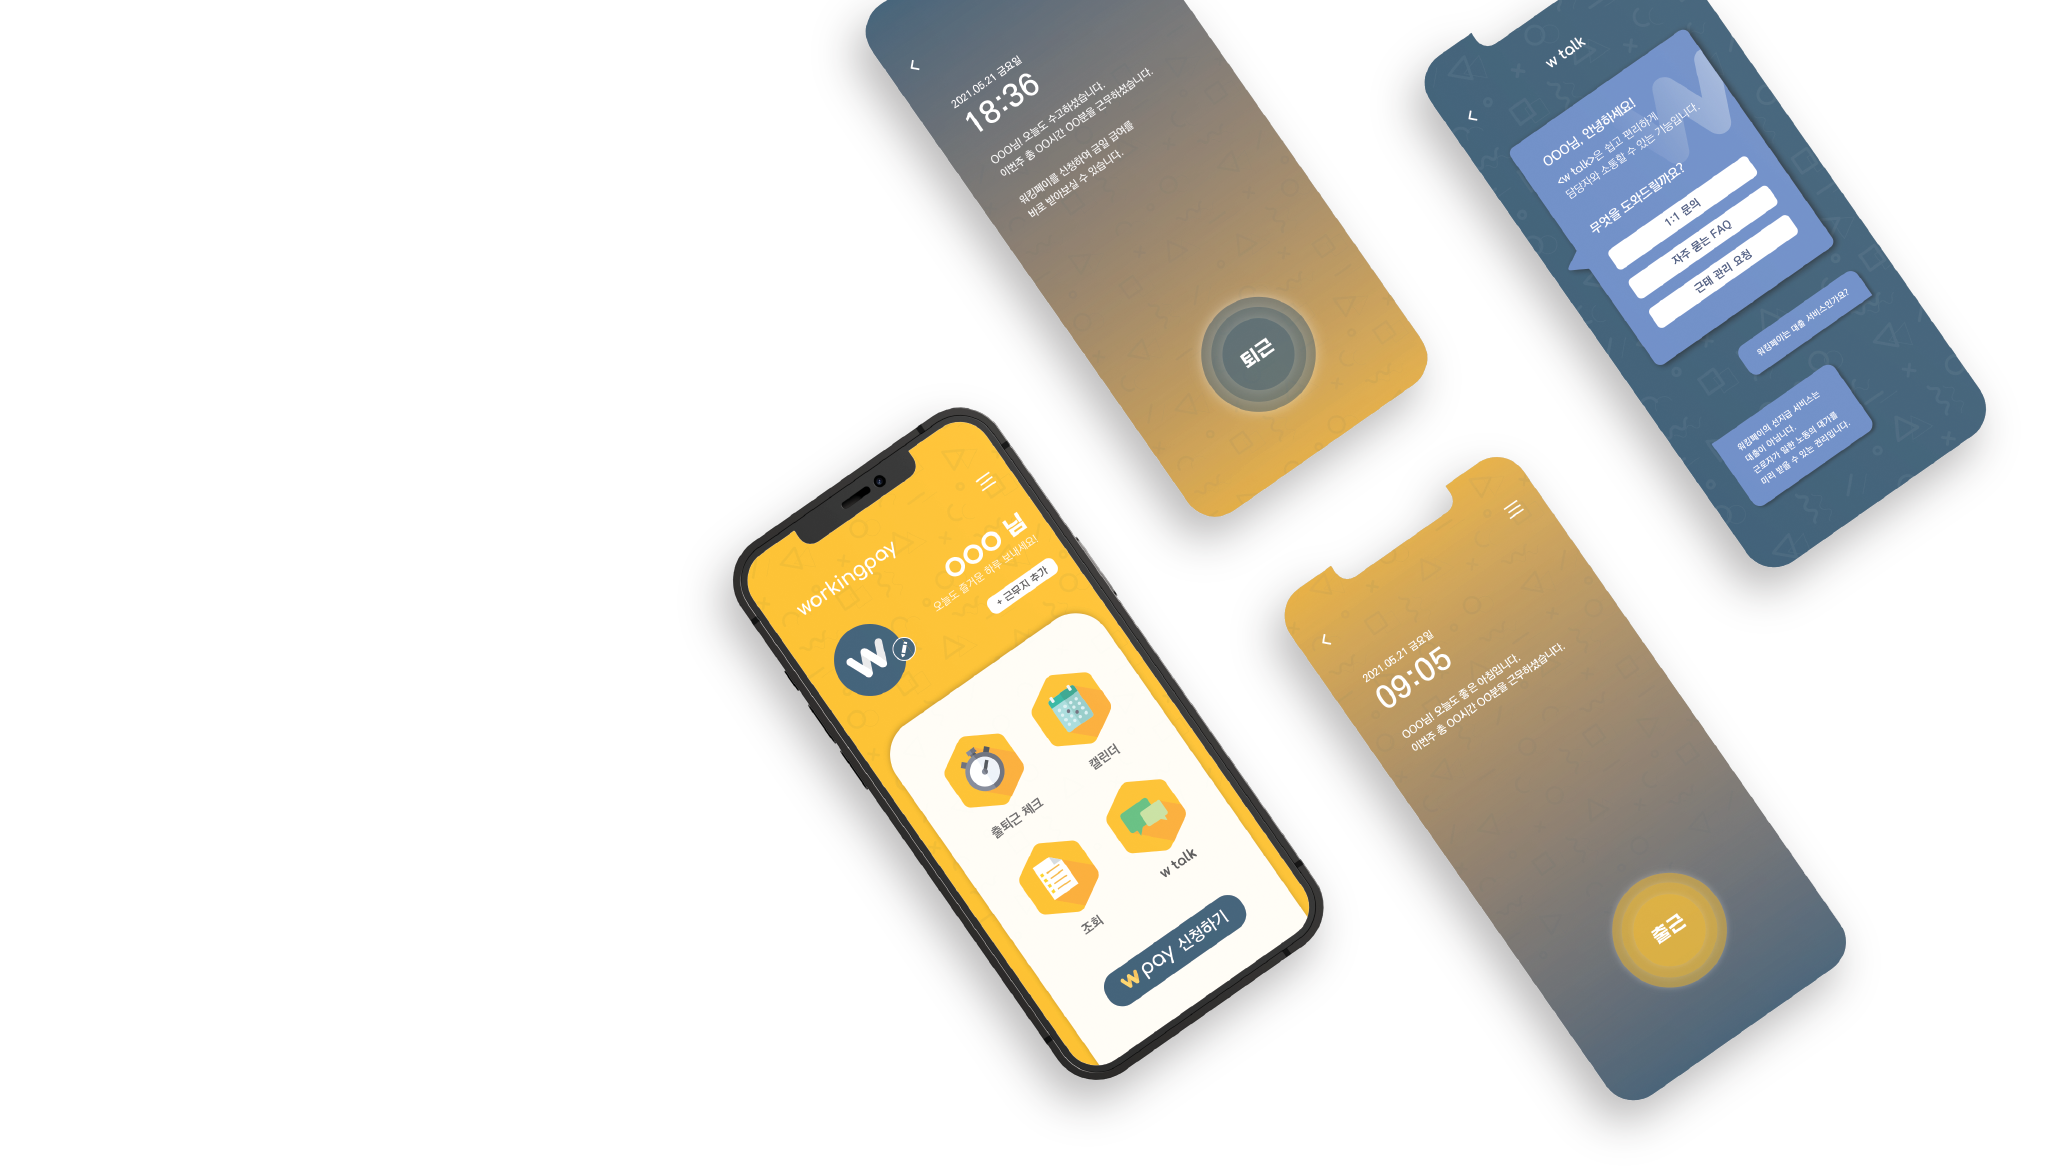 2021.05.21 금요일
18:36
OOO님! 오늘도 수고하셨습니다.
이번주 총 OO시간 OO분을 근무하셨습니다.
워킹페이를 신청하여 금일 급여를
바로 받아보실 수 있습니다.
퇴근
w talk
OOO님, 안녕하세요!
<w talk>은 쉽고 편리하게
담당자와 소통할 수 있는 기능입니다.
무엇을 도와드릴까요?
1:1 문의
자주 묻는 FAQ
근태 관리 요청
워킹페이는 대출 서비스인가요?
워킹페이의 선지급 서비스는
대출이 아닙니다.
근로자가 일한 노동의 대가를
미리 받을 수 있는 권리입니다.
workingpay
OOO 님
오늘도 즐거운 하루 보내세요!
+ 근무지 추가
w
출퇴근 체크
캘린더
조회
w talk
w pay 신청하기
2021.05.21 금요일
09:05
OOO님! 오늘도 좋은 아침입니다.
이번주 총 OO시간 OO분을 근무하셨습니다.
출근